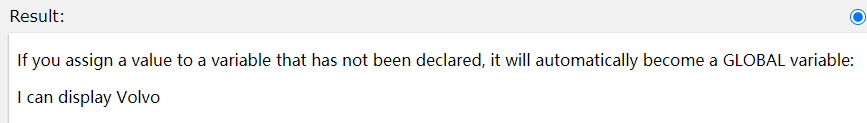 Result:
If you assign a value to a variable that has not been declared, it will automatically become a GLOBAL variable:
I can display Volvo